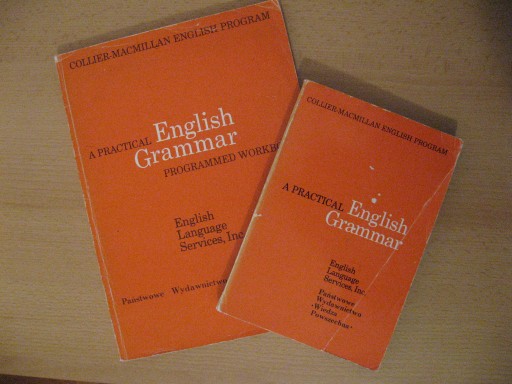 COLLIER-MACMILLAN ENGLISH PROGRAM
A PRACTICAL English
Grammar
PROGRAMMED WORKB
English
Language
Services, Inc
Państwowe Wydawnictwo
COLLIER-MACMILLAN ENGLISH PROGRAM
A PRACTICAL English
Grammar
English
Language
Services, Inc.
Państwowe
Wydawnictwo
•Wiedza
Powszechna•